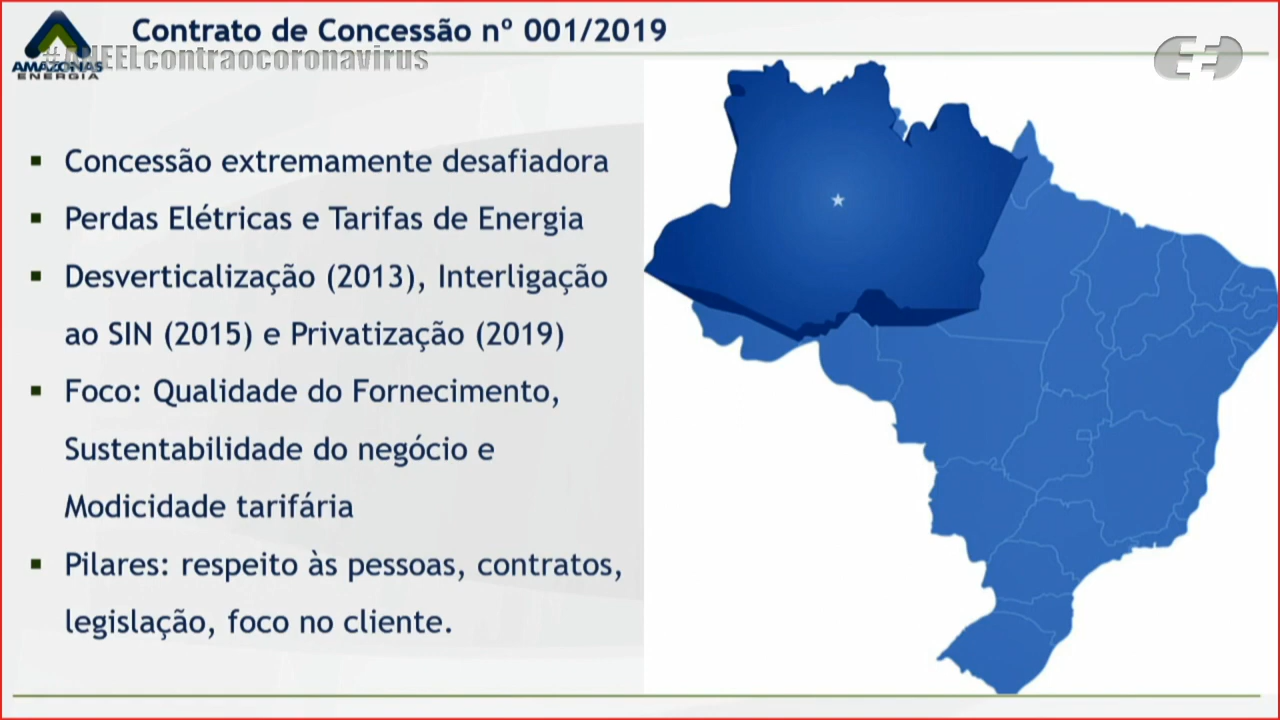 Contrato de Concessão nº 001/2019
#ANEELcontraocoronavirus
AMAZONAS
ENERGIA
▪ Concessão extremamente desafiadora
▪ Perdas Elétricas e Tarifas de Energia
▪ Desverticalização (2013), Interligação
ao SIN (2015) e Privatização (2019)
▪ Foco: Qualidade do Fornecimento,
Sustentabilidade do negócio e
Modicidade tarifária
▪ Pilares: respeito às pessoas, contratos,
legislação, foco no cliente.